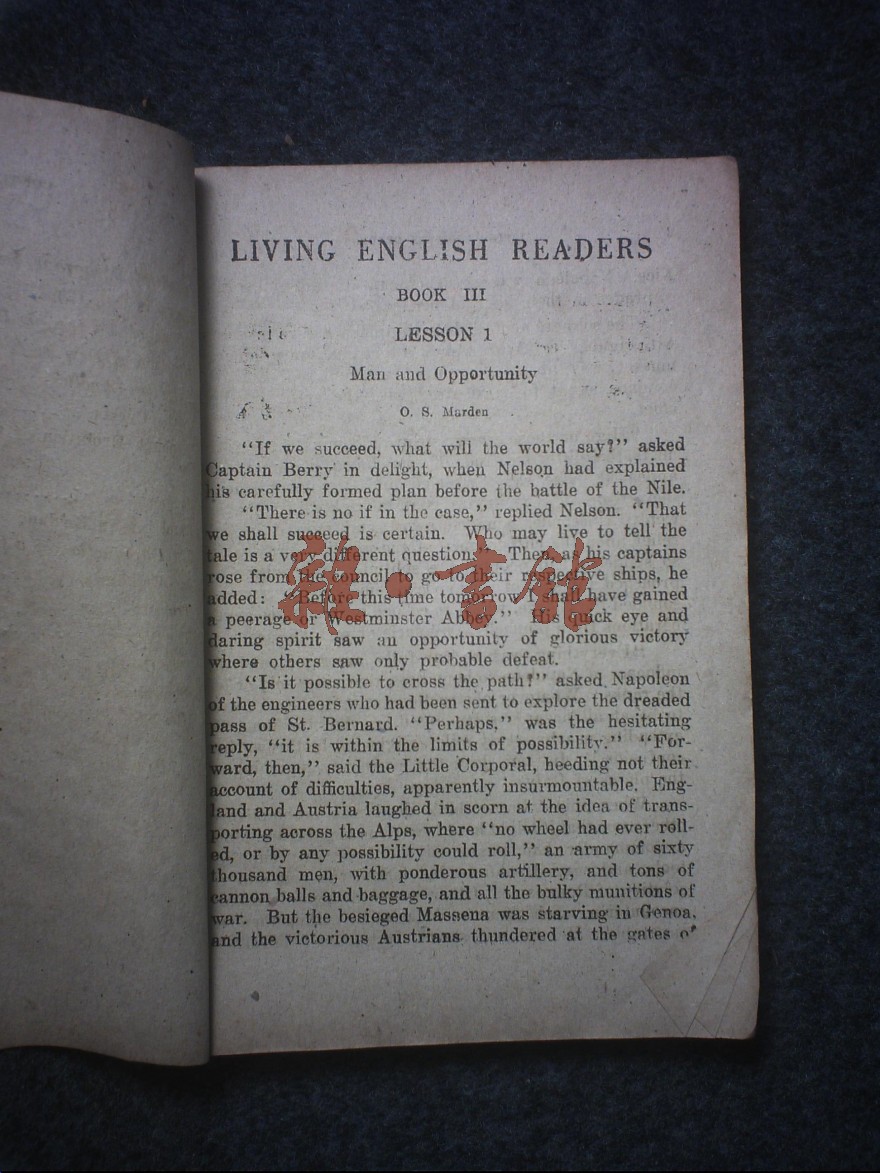 LIVING ENGLISH READERS
BOOK III
LESSON 1
Man and Opportunity
O. S. Marden
"If we succeed, what will the world say?" asked
Captain Berry in delight, when Nelson had explained
his carefully formed plan before the battle of the Nile.
"There is no if in the case," replied Nelson. "That
we shall succeed is certain. Who may live to tell the
tale is a very different question." Then, as his captains
rose from the council to go to their respective ships, he
added: "Before this time tomorrow I shall have gained
a peerage or Westminster Abbey." His quick eye and
daring spirit saw an opportunity of glorious victory
where others saw only probable defeat.
"Is it possible to cross the path?" asked Napoleon
of the engineers who had been sent to explore the dreaded
pass of St. Bernard. "Perhaps," was the hesitating
reply, "it is within the limits of possibility." "For-
ward, then," said the Little Corporal, heeding not their
account of difficulties, apparently insurmountable. Eng-
land and Austria laughed in scorn at the idea of trans-
porting across the Alps, where "no wheel had ever roll-
ed, or by any possibility could roll," an army of sixty
thousand men, with ponderous artillery, and tons of
cannon balls and baggage, and all the bulky munitions of
war. But the besieged Massena was starving in Genoa,
and the victorious Austrians thundered at the gates of
雜·書館